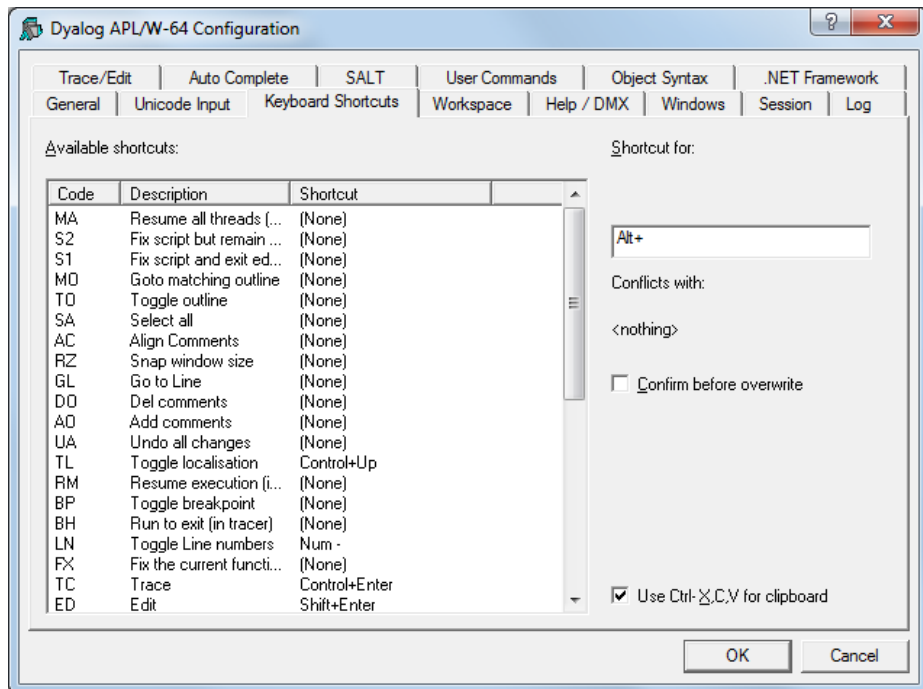 Dyalog APL/W-64 Configuration
Trace/Edit Auto Complete SALT User Commands Object Syntax .NET Framework
General Unicode Input Keyboard Shortcuts Workspace Help / DMX Windows Session Log
Available shortcuts: Shortcut for:
Code Description Shortcut
MA Resume all threads (... (None)
S2 Fix script but remain ... (None)
S1 Fix script and exit ed... (None)
MO Goto matching outline (None)
TO Toggle outline (None)
SA Select all (None)
AC Align Comments (None)
RZ Snap window size (None)
GL Go to Line (None)
DO Del comments (None)
AO Add comments (None)
UA Undo all changes (None)
TL Toggle localisation Control+Up
RM Resume execution (i... (None)
BP Toggle breakpoint (None)
BH Run to exit (in tracer) (None)
LN Toggle Line numbers Num -
FX Fix the current functi... (None)
TC Trace Control+Enter
ED Edit Shift+Enter
Alt+
Conflicts with:
<nothing>
Confirm before overwrite
Use Ctrl-X,C,V for clipboard
OK Cancel